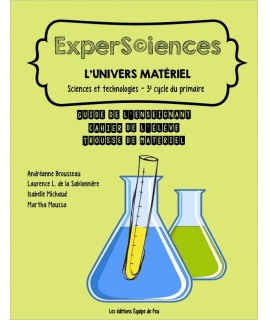 ExperSciences
L'UNIVERS MATÉRIEL
Sciences et technologies - 3e cycle du primaire
GUIDE DE L'ENSEIGNANT
CAHIER DE L'ÉLÈVE
TROUSSE DE MATÉRIEL
Andréanne Brousseau
Laurence L. de la Sablonnière
Isabelle Michaud
Martha Moussa
Les éditions Équipe de Feu